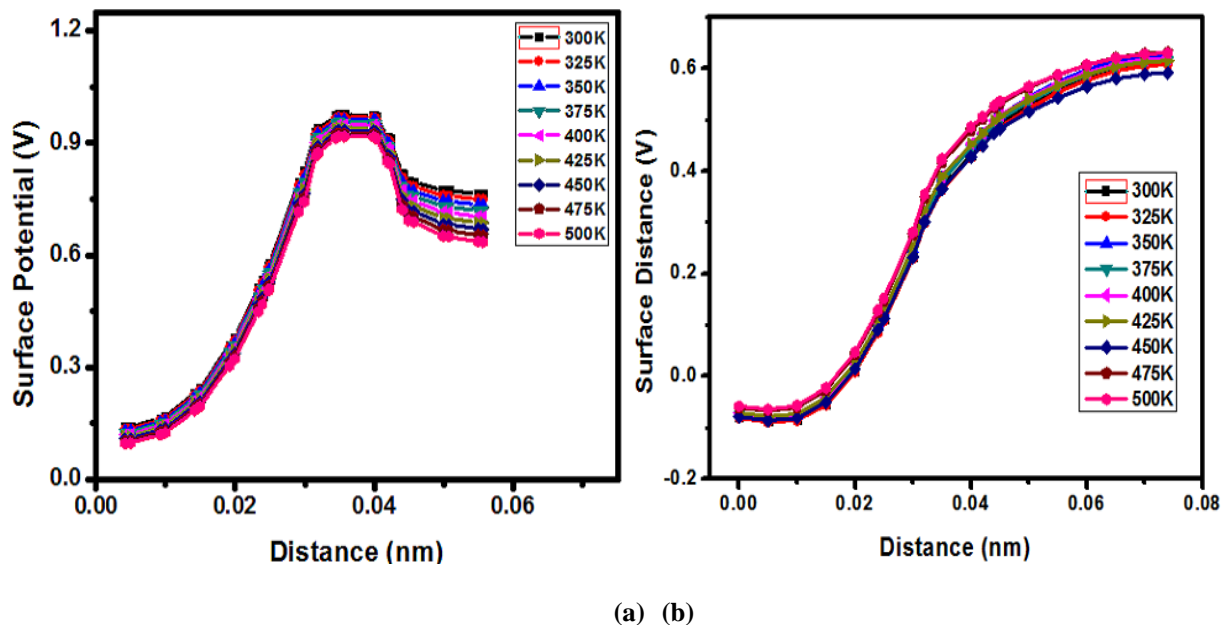 1.2
0.9
0.6
0.3
0.0
Surface Potential (V)
0.00 0.02 0.04 0.06
Distance (nm)
300K
325K
350K
375K
400K
425K
450K
475K
500K
0.6
0.4
0.2
0.0
-0.2
Surface Distance (V)
0.00 0.02 0.04 0.06 0.08
Distance (nm)
300K
325K
350K
375K
400K
425K
450K
475K
500K
(a) (b)